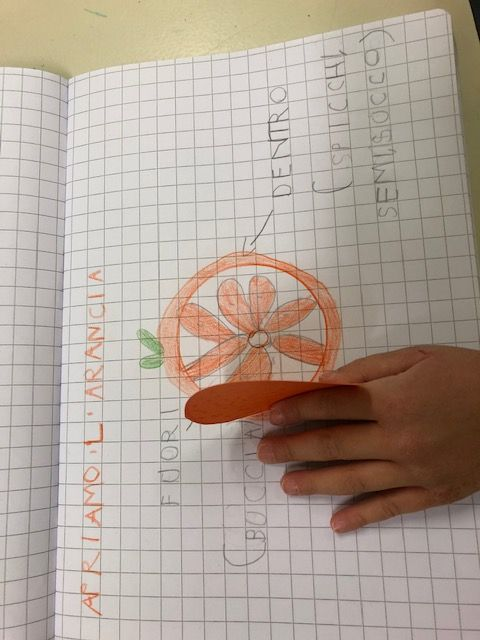 APRIAMO L'ARANCIA
FUORI
(BUCCIA
DENTRO
(SPICCHI,
SEMI, SUCCO)